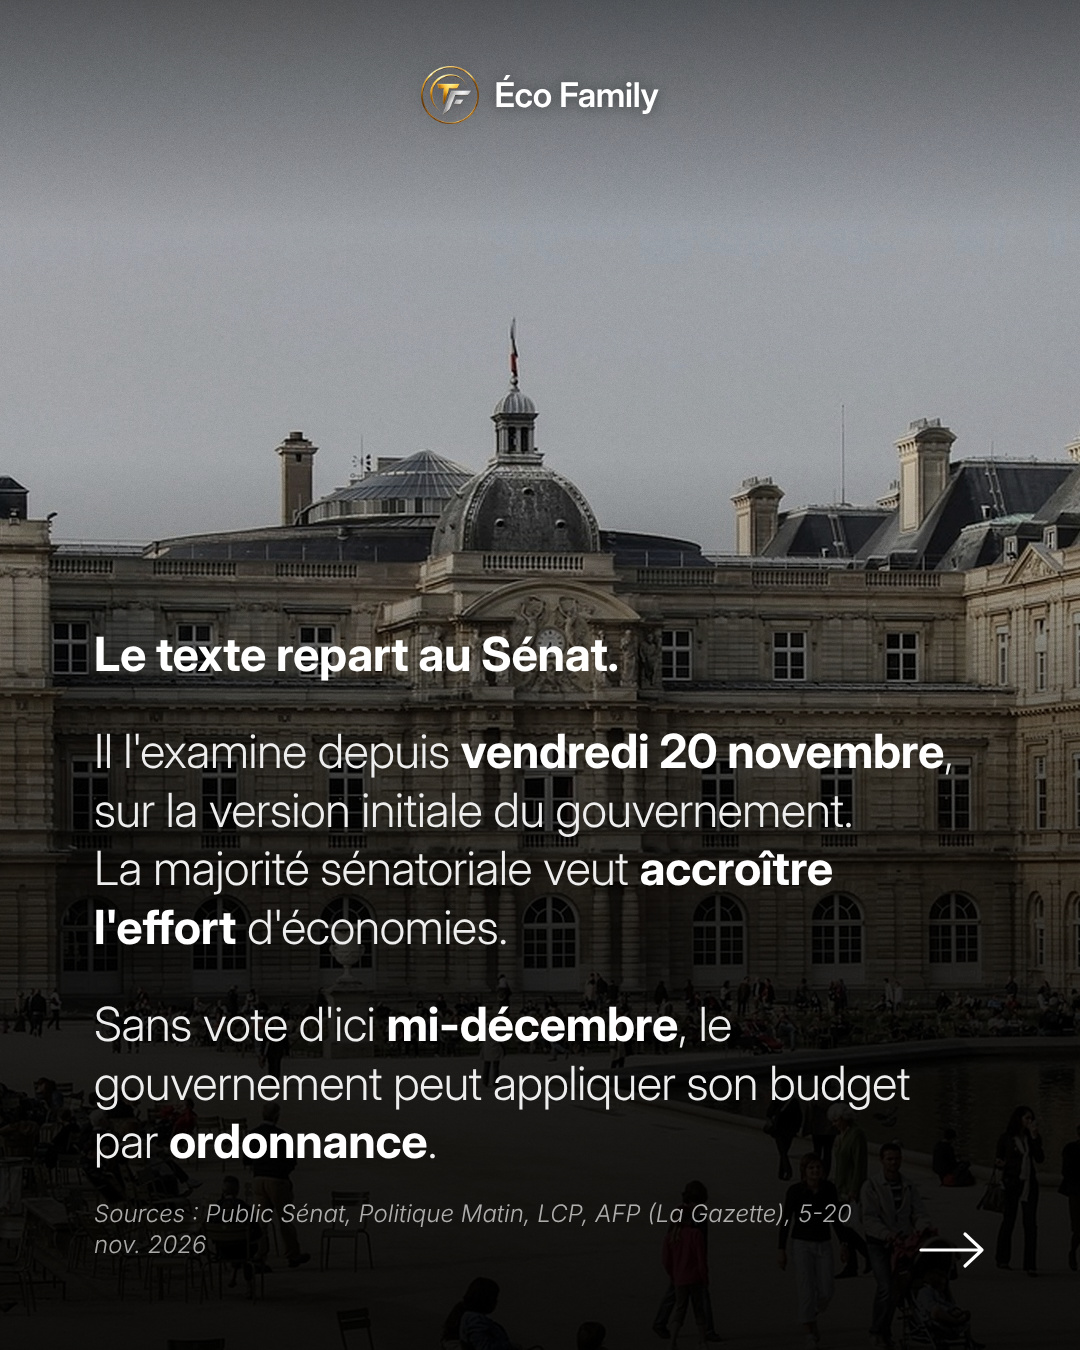 TF Éco Family
Le texte repart au Sénat.
Il l'examine depuis vendredi 20 novembre,
sur la version initiale du gouvernement.
La majorité sénatoriale veut accroître
l'effort d'économies.
Sans vote d'ici mi-décembre, le
gouvernement peut appliquer son budget
par ordonnance.
Sources : Public Sénat, Politique Matin, LCP, AFP (La Gazette), 5-20
nov. 2026